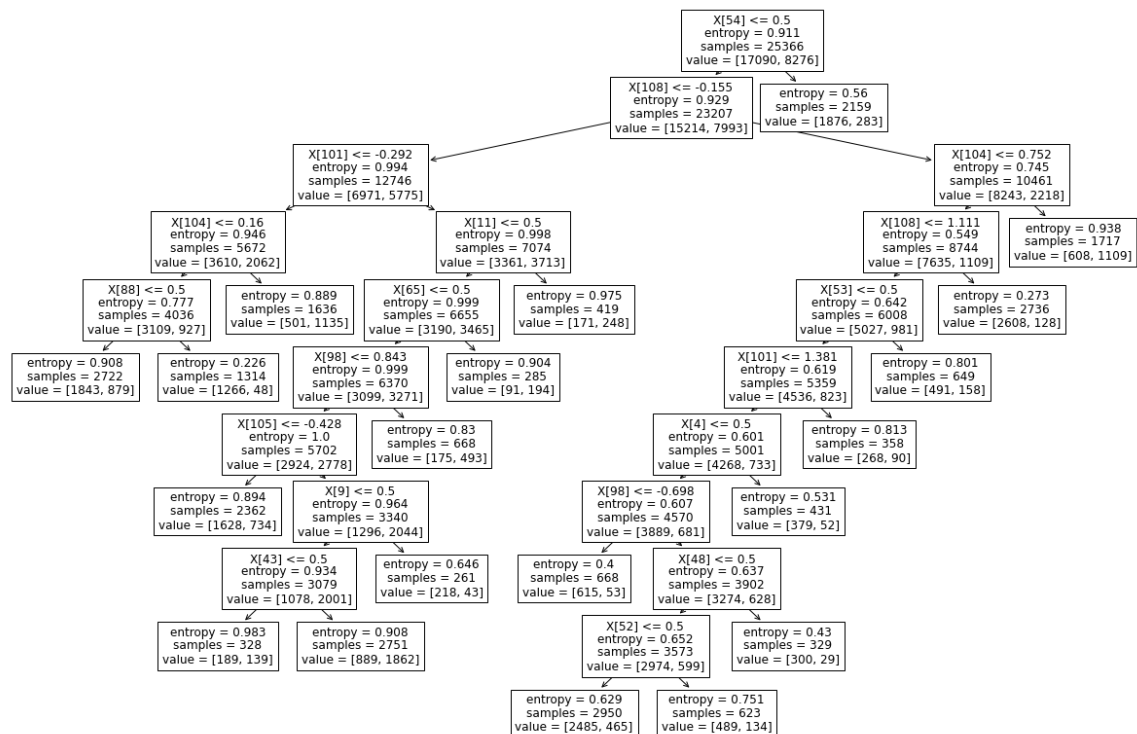 X[54] <= 0.5
entropy = 0.911
samples = 25366
value = [17090, 8276]
X[108] <= -0.155
entropy = 0.929
samples = 23207
value = [15214, 7993]
entropy = 0.56
samples = 2159
value = [1876, 283]
X[101] <= -0.292
entropy = 0.994
samples = 12746
value = [6971, 5775]
X[104] <= 0.752
entropy = 0.745
samples = 10461
value = [8243, 2218]
X[104] <= 0.16
entropy = 0.946
samples = 5672
value = [3610, 2062]
X[11] <= 0.5
entropy = 0.998
samples = 7074
value = [3361, 3713]
X[108] <= 1.111
entropy = 0.549
samples = 8744
value = [7635, 1109]
entropy = 0.938
samples = 1717
value = [608, 1109]
X[88] <= 0.5
entropy = 0.777
samples = 4036
value = [3109, 927]
entropy = 0.889
samples = 1636
value = [501, 1135]
X[65] <= 0.5
entropy = 0.999
samples = 6655
value = [3190, 3465]
entropy = 0.975
samples = 419
value = [171, 248]
X[53] <= 0.5
entropy = 0.642
samples = 6008
value = [5027, 981]
entropy = 0.273
samples = 2736
value = [2608, 128]
entropy = 0.908
samples = 2722
value = [1843, 879]
entropy = 0.226
samples = 1314
value = [1266, 48]
X[98] <= 0.843
entropy = 0.999
samples = 6370
value = [3099, 3271]
entropy = 0.904
samples = 285
value = [91, 194]
X[101] <= 1.381
entropy = 0.619
samples = 5359
value = [4536, 823]
entropy = 0.801
samples = 649
value = [491, 158]
X[105] <= -0.428
entropy = 1.0
samples = 5702
value = [2924, 2778]
entropy = 0.83
samples = 668
value = [175, 493]
X[4] <= 0.5
entropy = 0.601
samples = 5001
value = [4268, 733]
entropy = 0.813
samples = 358
value = [268, 90]
entropy = 0.894
samples = 2362
value = [1628, 734]
X[9] <= 0.5
entropy = 0.964
samples = 3340
value = [1296, 2044]
X[98] <= -0.698
entropy = 0.607
samples = 4570
value = [3889, 681]
entropy = 0.531
samples = 431
value = [379, 52]
X[43] <= 0.5
entropy = 0.934
samples = 3079
value = [1078, 2001]
entropy = 0.646
samples = 261
value = [218, 43]
entropy = 0.4
samples = 668
value = [615, 53]
X[48] <= 0.5
entropy = 0.637
samples = 3902
value = [3274, 628]
entropy = 0.983
samples = 328
value = [189, 139]
entropy = 0.908
samples = 2751
value = [889, 1862]
X[52] <= 0.5
entropy = 0.652
samples = 3573
value = [2974, 599]
entropy = 0.43
samples = 329
value = [300, 29]
entropy = 0.629
samples = 2950
value = [2485, 465]
entropy = 0.751
samples = 623
value = [489, 134]